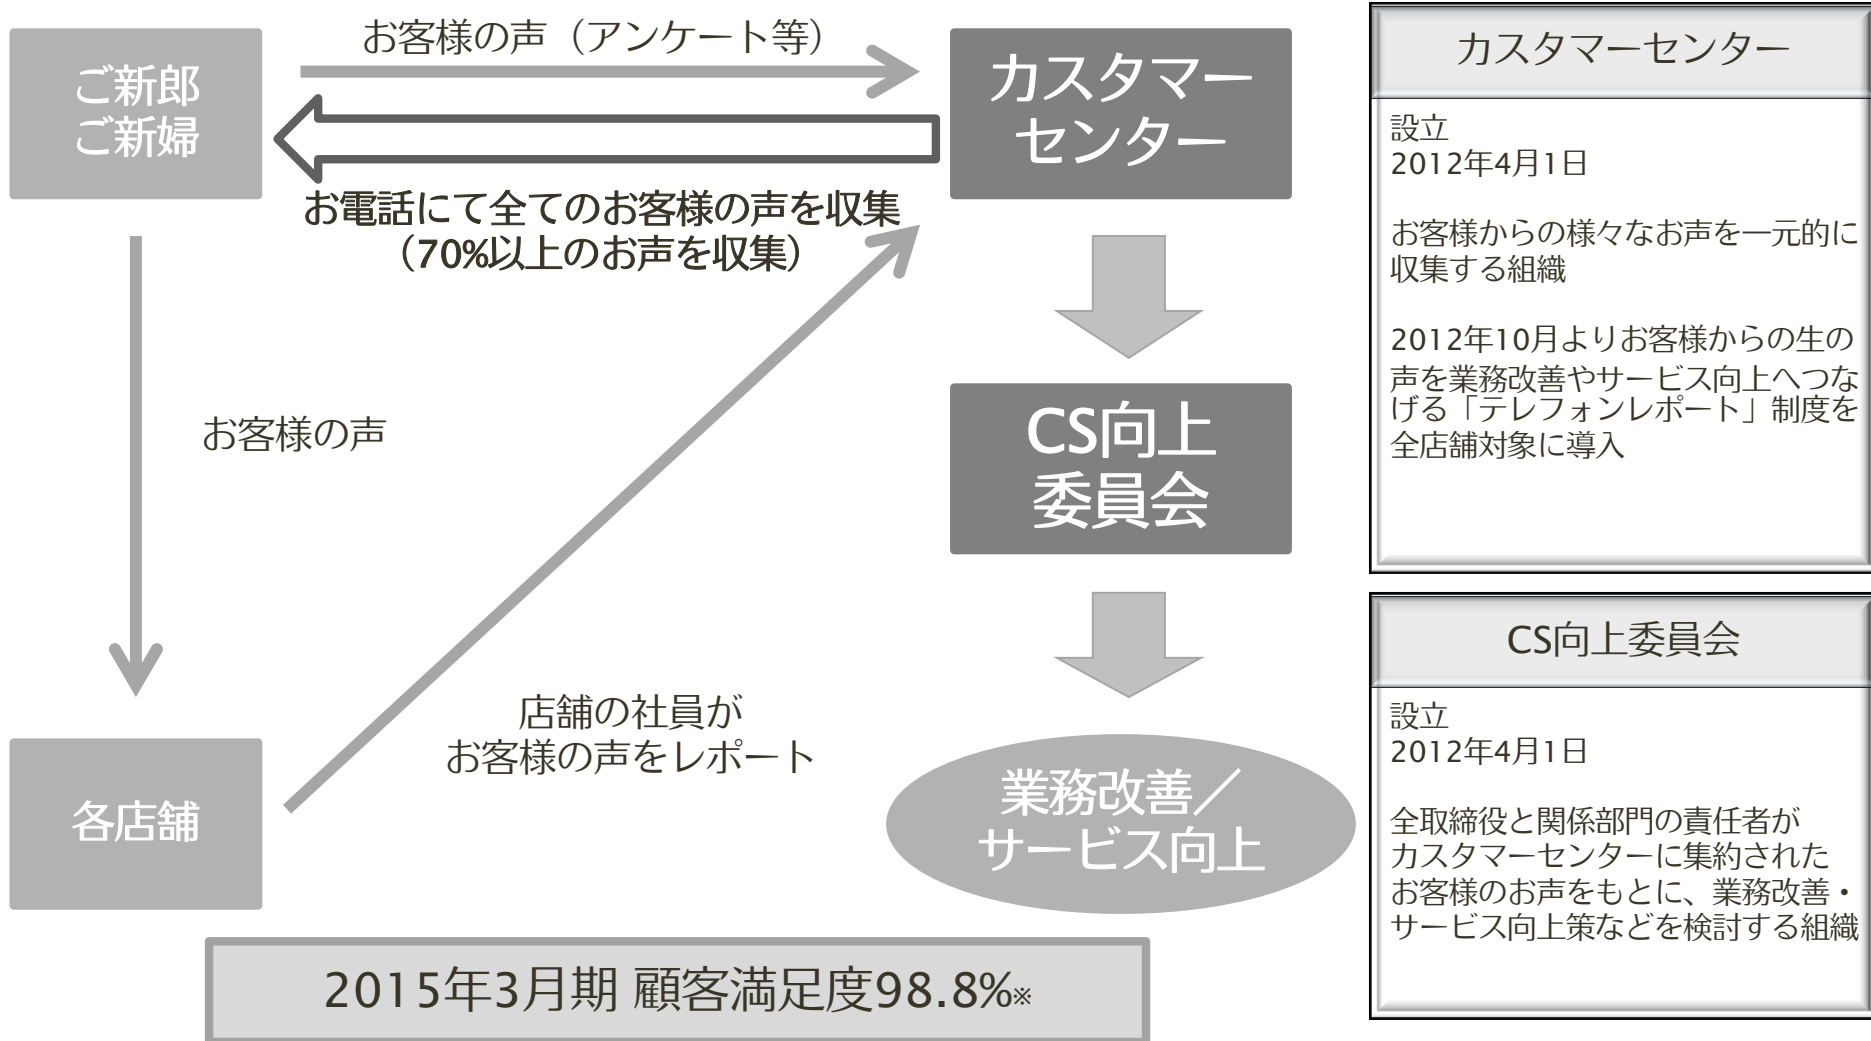 お客様の声（アンケート等）
ご新郎
ご新婦
カスタマー
センター
お電話にて全てのお客様の声を収集
（70%以上のお声を収集）
お客様の声
CS向上
委員会
店舗の社員が
お客様の声をレポート
各店舗
業務改善／
サービス向上
2015年3月期 顧客満足度98.8%※
カスタマーセンター
設立
2012年4月1日
お客様からの様々なお声を一元的に
収集する組織
2012年10月よりお客様からの生の
声を業務改善やサービス向上へつな
げる「テレフォンレポート」制度を
全店舗対象に導入
CS向上委員会
設立
2012年4月1日
全取締役と関係部門の責任者が
カスタマーセンターに集約された
お客様のお声をもとに、業務改善・
サービス向上策などを検討する組織